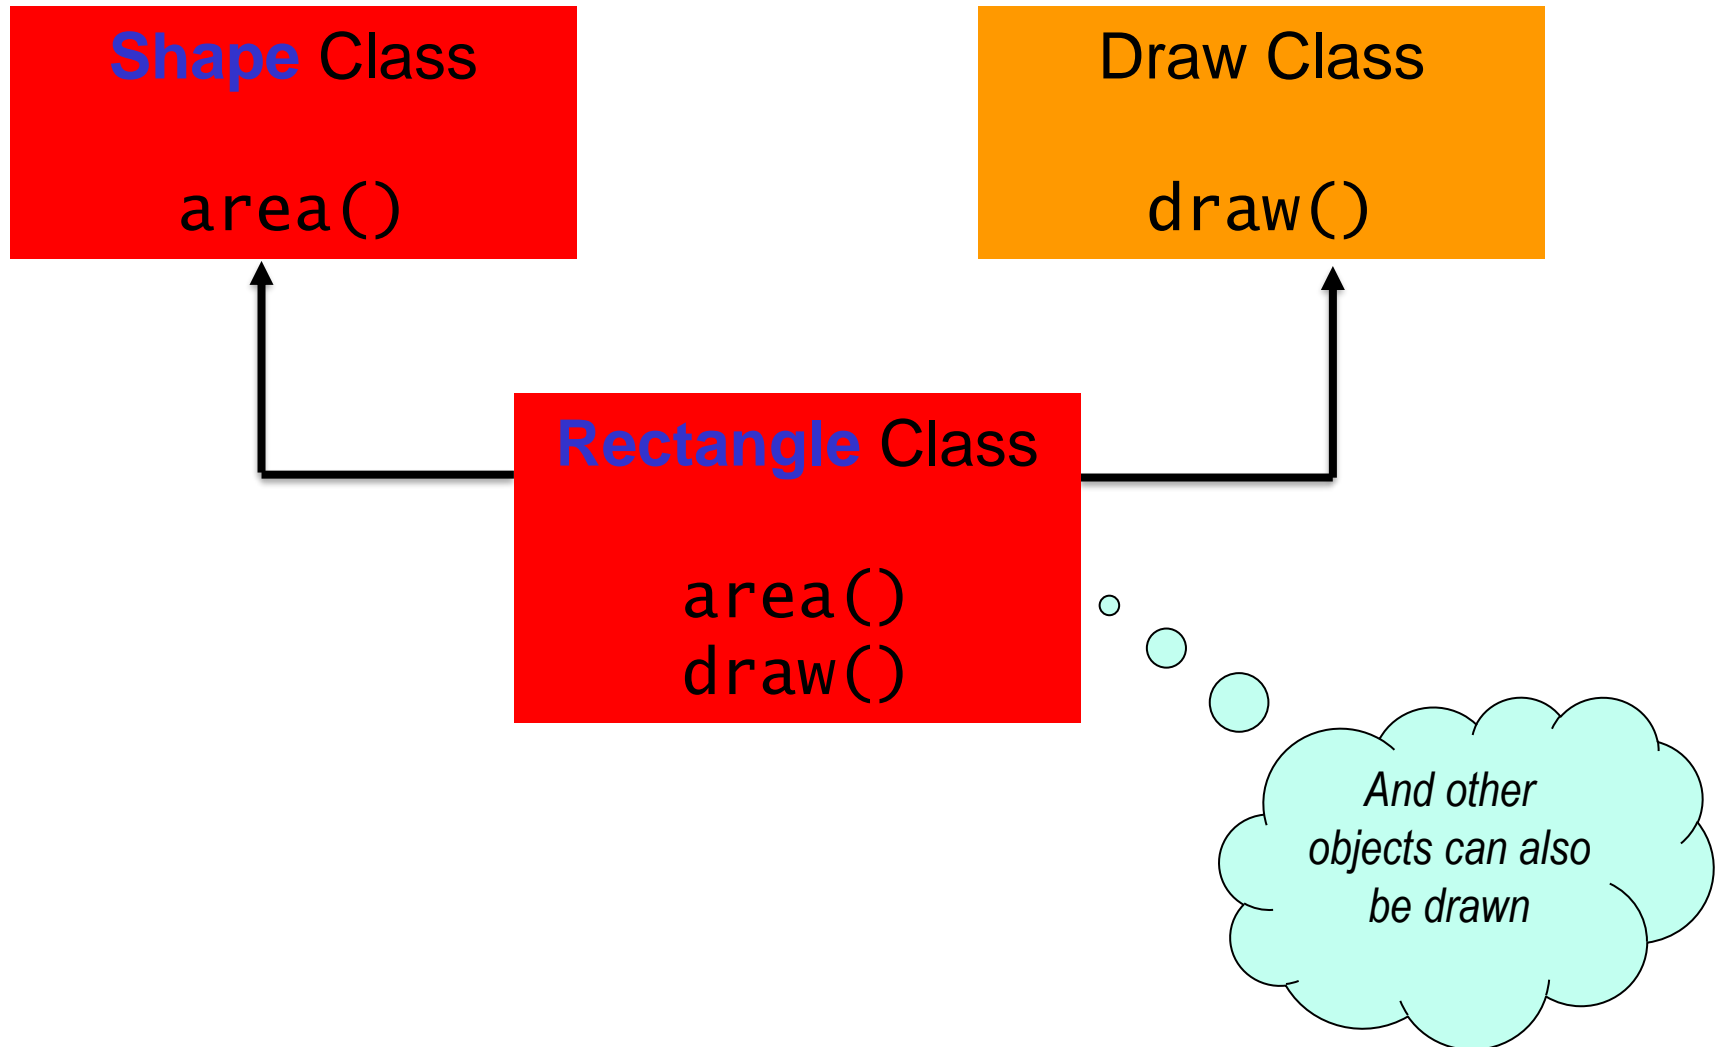 Shape Class
area()
Draw Class
draw()
Rectangle Class
area()
draw()
And other
objects can also
be drawn